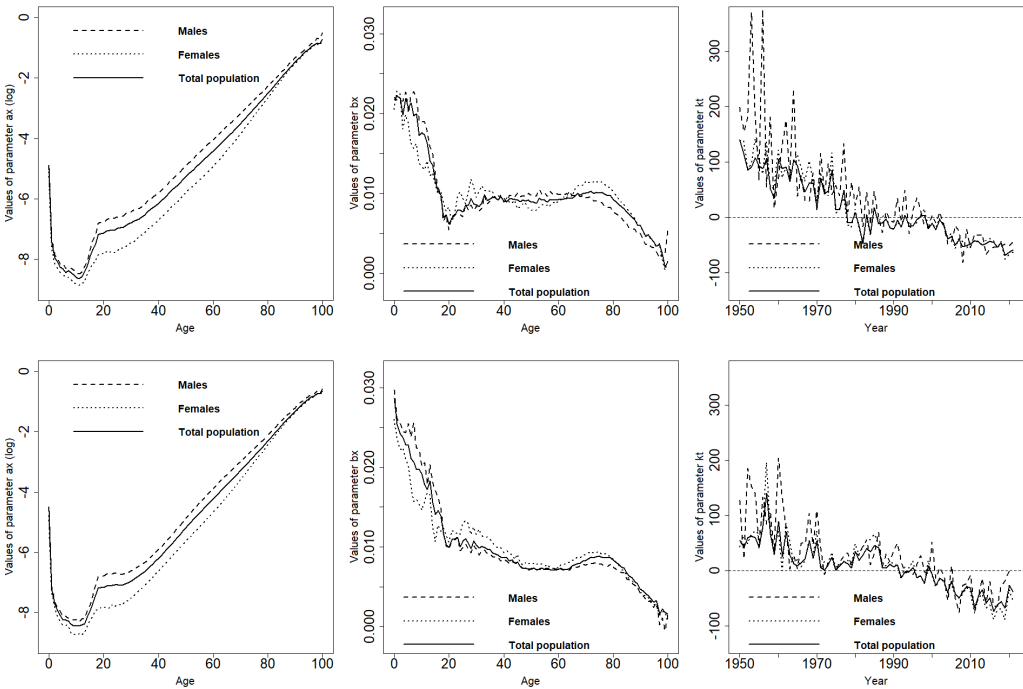 Values of parameter ax (log)
0
-2
-4
-6
-8
Males
Females
Total population
0 20 40 60 80 100
Age
Values of parameter bx
0.030
0.020
0.010
0.000
Males
Females
Total population
0 20 40 60 80 100
Age
Values of parameter kt
300
200
100
0
-100
Males
Females
Total population
1950 1970 1990 2010
Year
Values of parameter ax (log)
0
-2
-4
-6
-8
Males
Females
Total population
0 20 40 60 80 100
Age
Values of parameter bx
0.030
0.020
0.010
0.000
Males
Females
Total population
0 20 40 60 80 100
Age
Values of parameter kt
300
200
100
0
-100
Males
Females
Total population
1950 1970 1990 2010
Year